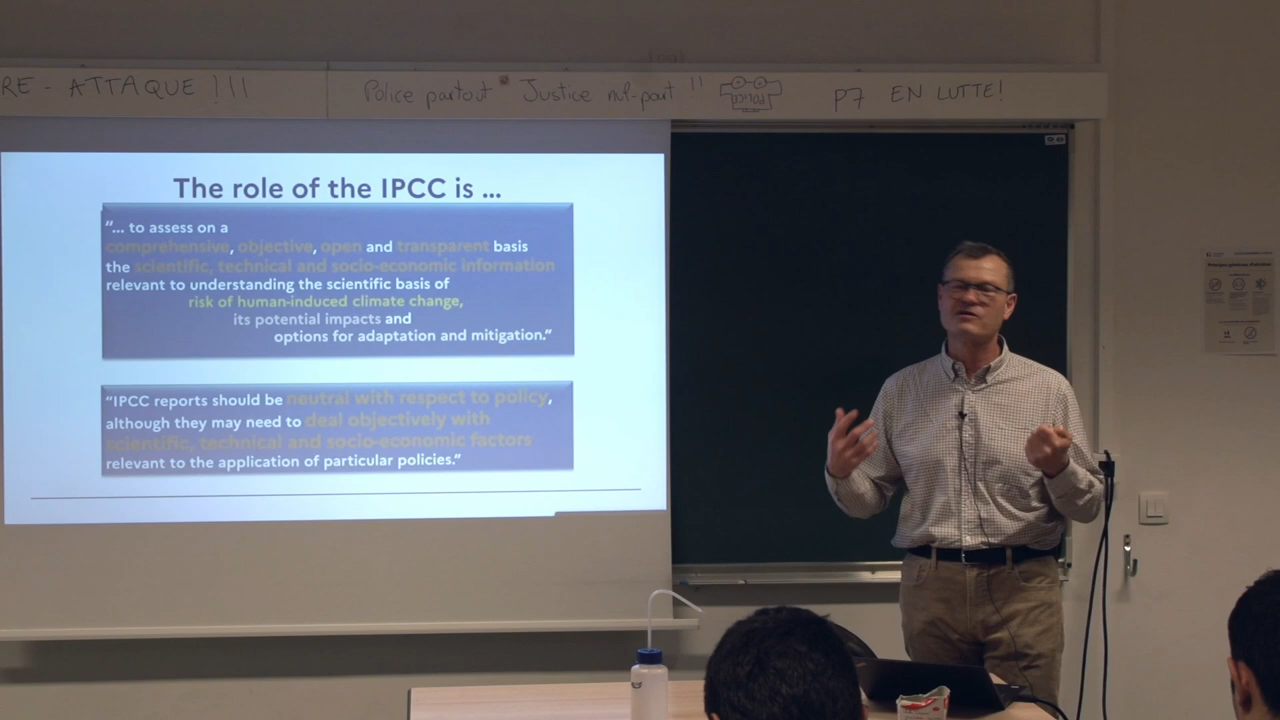 RE - ATTAQUE !!!
Police partout Justice nul-part !!
POLICE
P7 EN LUTTE!
The role of the IPCC is ...
“... to assess on a
comprehensive, objective, open and transparent basis
the scientific, technical and socio-economic information
relevant to understanding the scientific basis of
risk of human-induced climate change,
its potential impacts and
options for adaptation and mitigation.”
“IPCC reports should be neutral with respect to policy,
although they may need to deal objectively with
scientific, technical and socio-economic factors
relevant to the application of particular policies.”